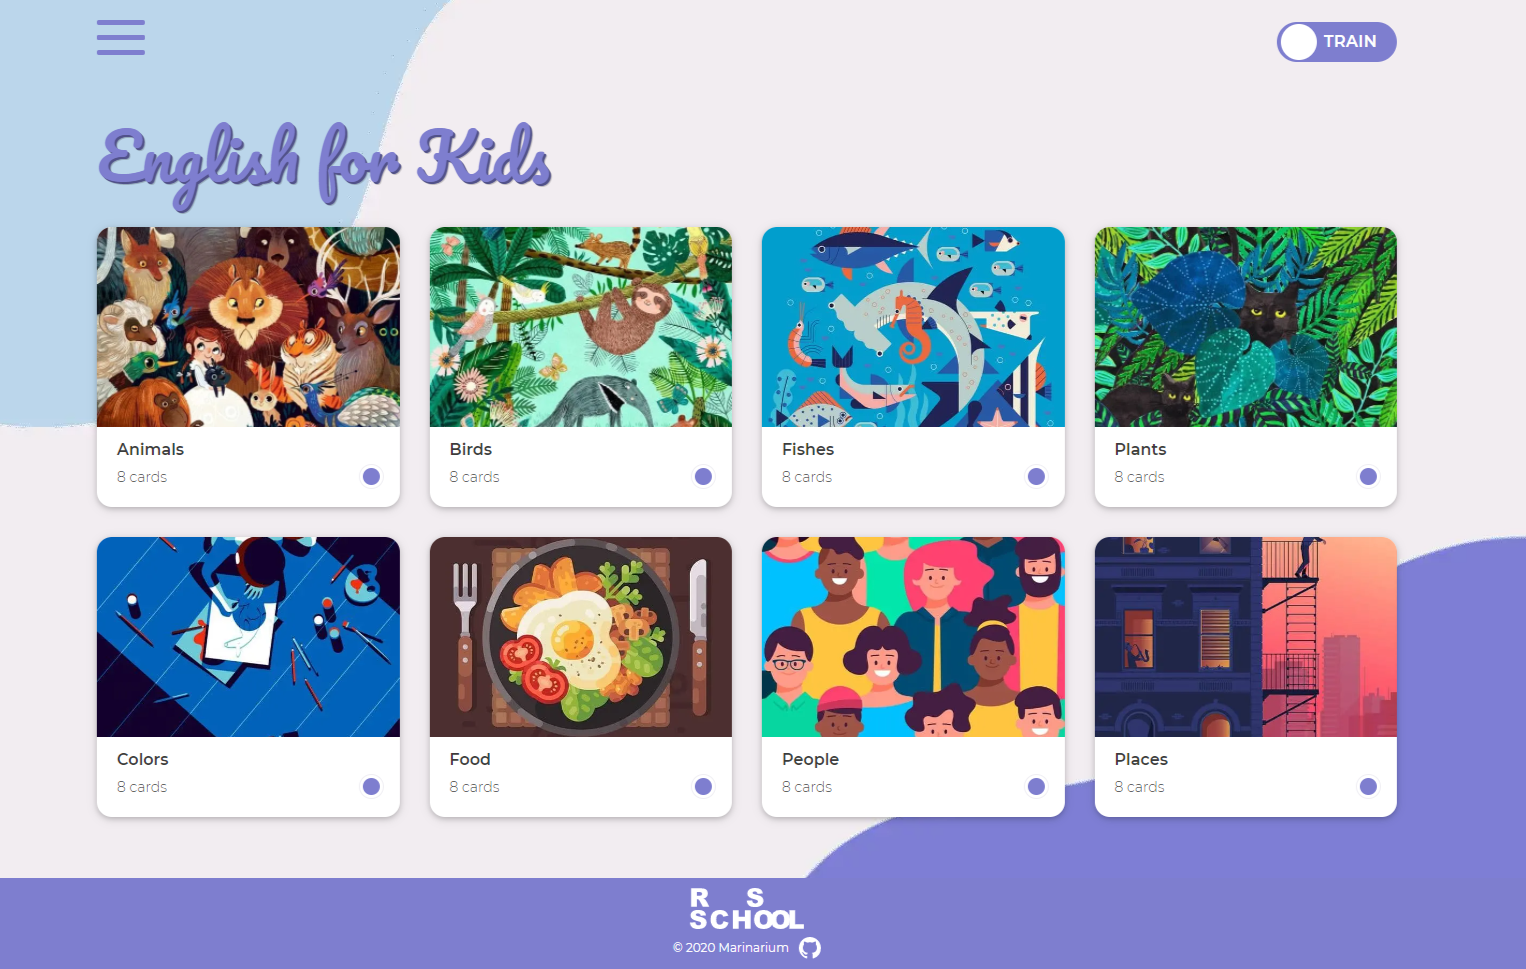 TRAIN
English for Kids
Animals
8 cards
Birds
8 cards
Fishes
8 cards
Plants
8 cards
Colors
8 cards
Food
8 cards
People
8 cards
Places
8 cards
R S
SCHOOL
© 2020 Marinarium